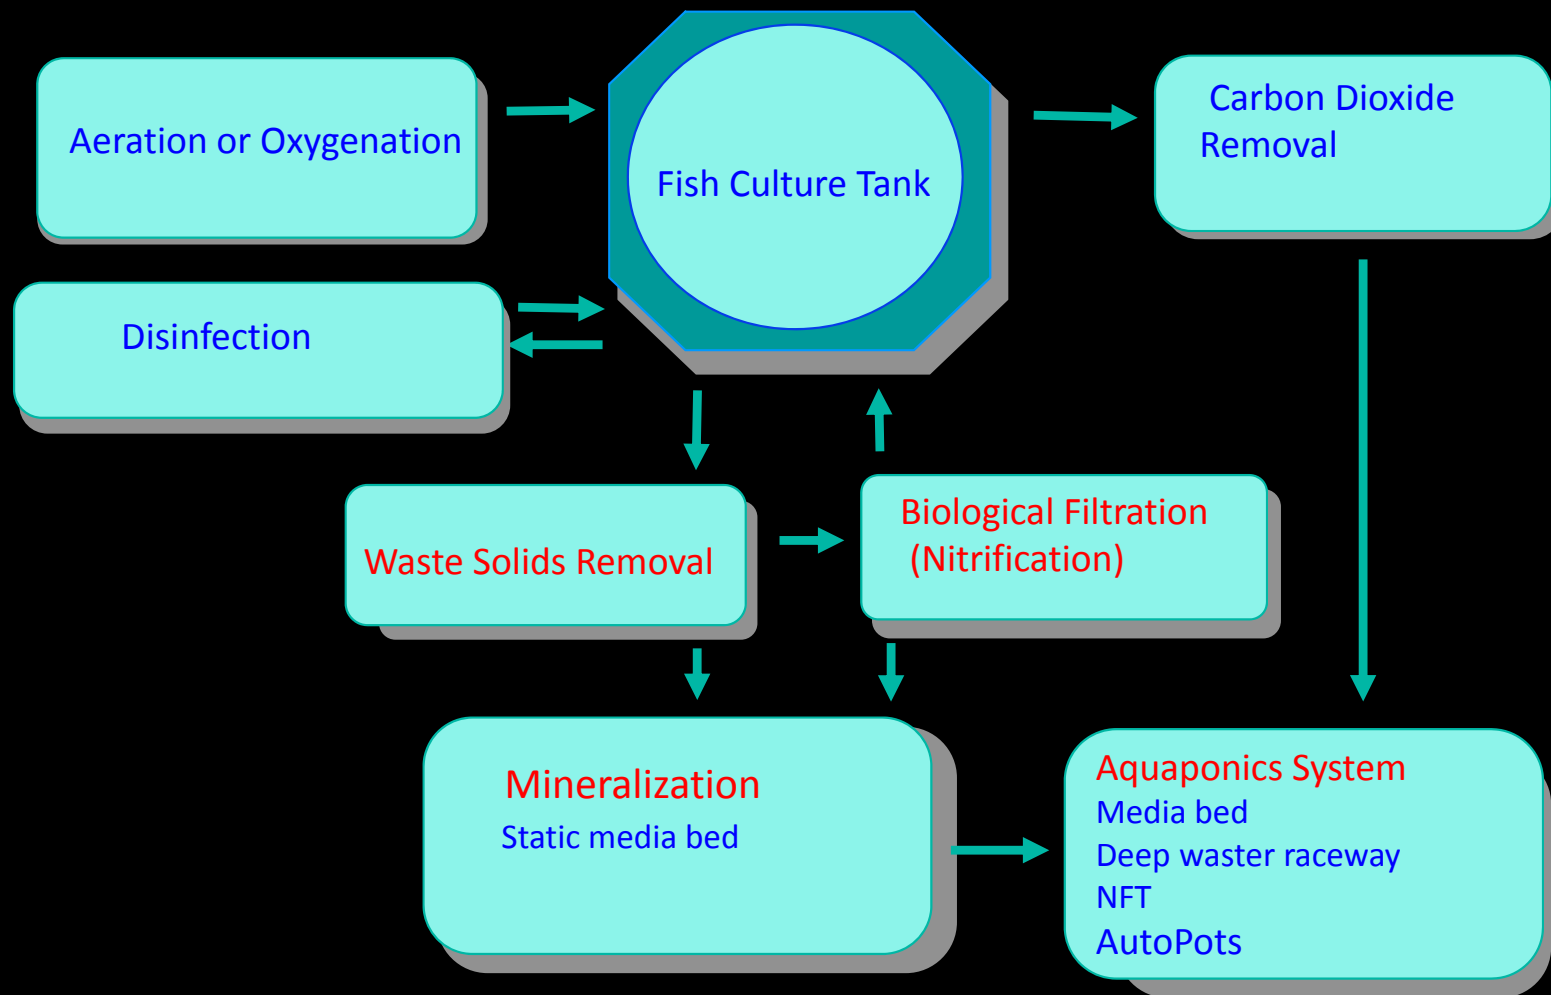 Aeration or Oxygenation
Fish Culture Tank
Carbon Dioxide
Removal
Disinfection
Waste Solids Removal
Biological Filtration
(Nitrification)
Mineralization
Static media bed
Aquaponics System
Media bed
Deep waster raceway
NFT
AutoPots